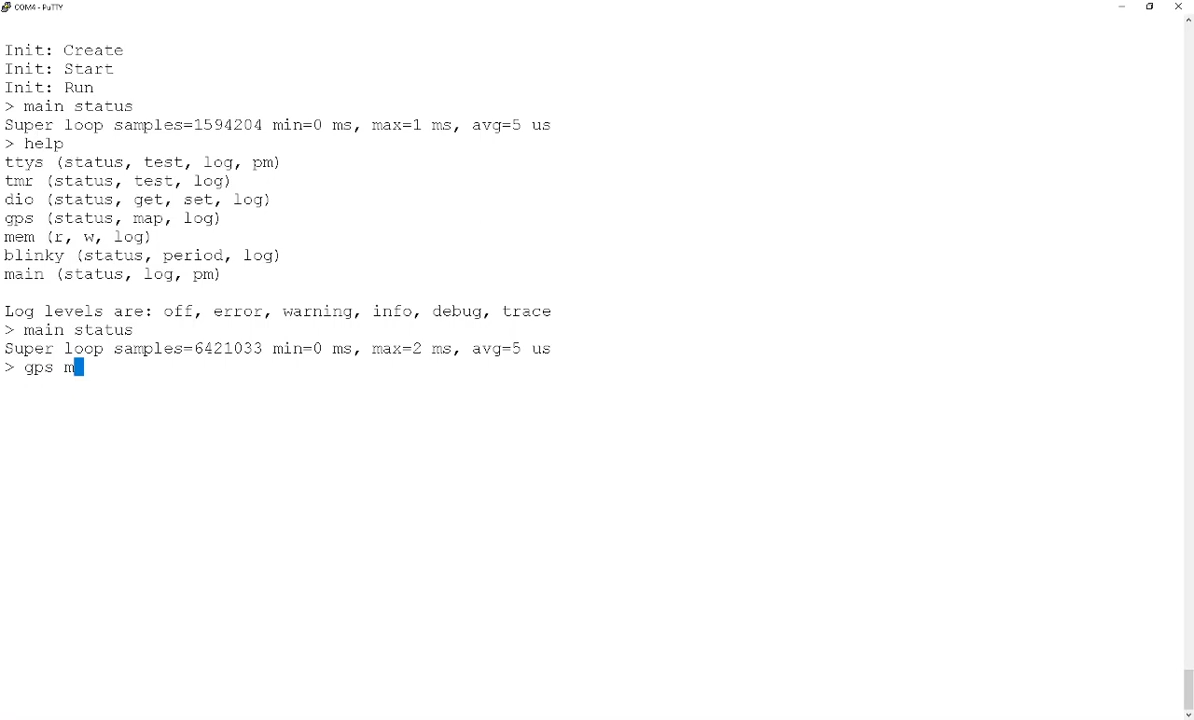 COM4 - PuTTY
Init: Create
Init: Start
Init: Run
> main status
Super loop samples=1594204 min=0 ms, max=1 ms, avg=5 us
> help
ttys (status, test, log, pm)
tmr (status, test, log)
dio (status, get, set, log)
gps (status, map, log)
mem (r, w, log)
blinky (status, period, log)
main (status, log, pm)
Log levels are: off, error, warning, info, debug, trace
> main status
Super loop samples=6421033 min=0 ms, max=2 ms, avg=5 us
> gps m